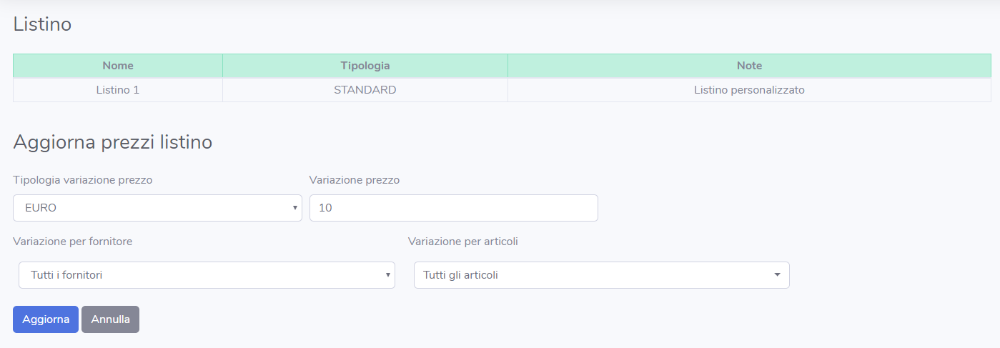 Listino
Nome Tipologia Note
Listino 1 STANDARD Listino personalizzato
Aggiorna prezzi listino
Tipologia variazione prezzo Variazione prezzo
EURO 10
Variazione per fornitore Variazione per articoli
Tutti i fornitori Tutti gli articoli
Aggiorna Annulla